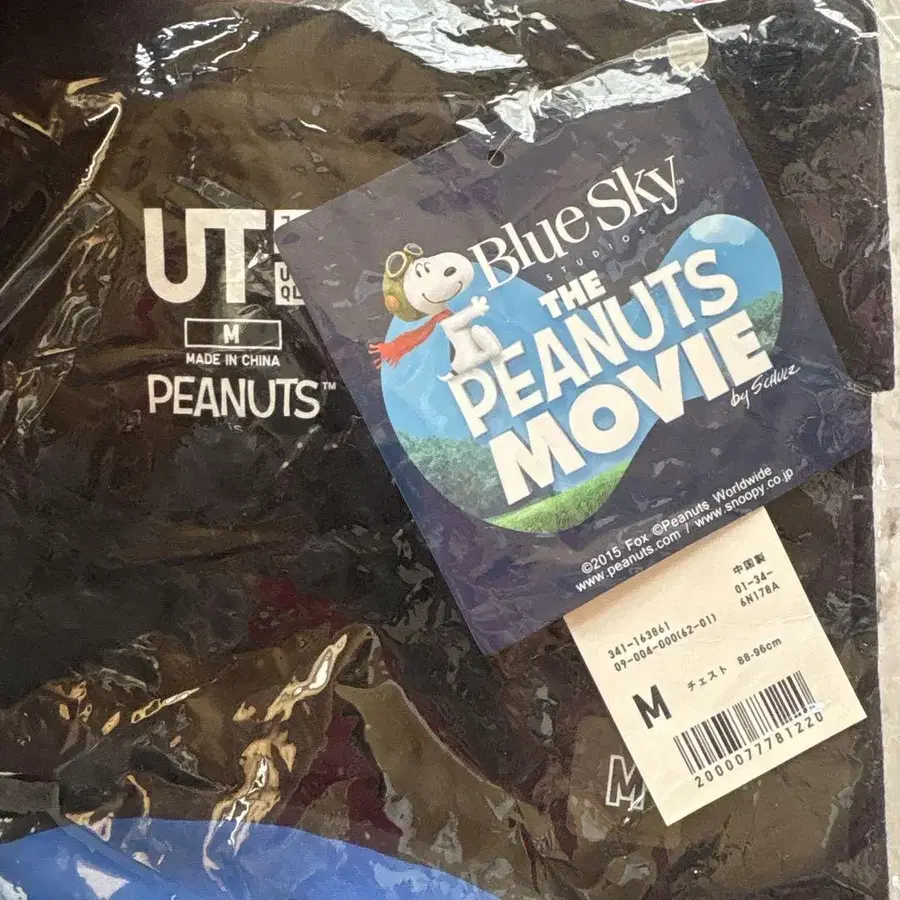 UT
M
MADE IN CHINA
PEANUTS™
Blue Sky™
STUDIOS
THE
PEANUTS
MOVIE
by SCHULZ
©2015 Fox ©Peanuts Worldwide
www.peanuts.com / www.snoopy.co.jp
中国製
341-163861 01-34-
09-004-000(62-01) 6N178A
M チェスト 88-96cm
2000077781220
M